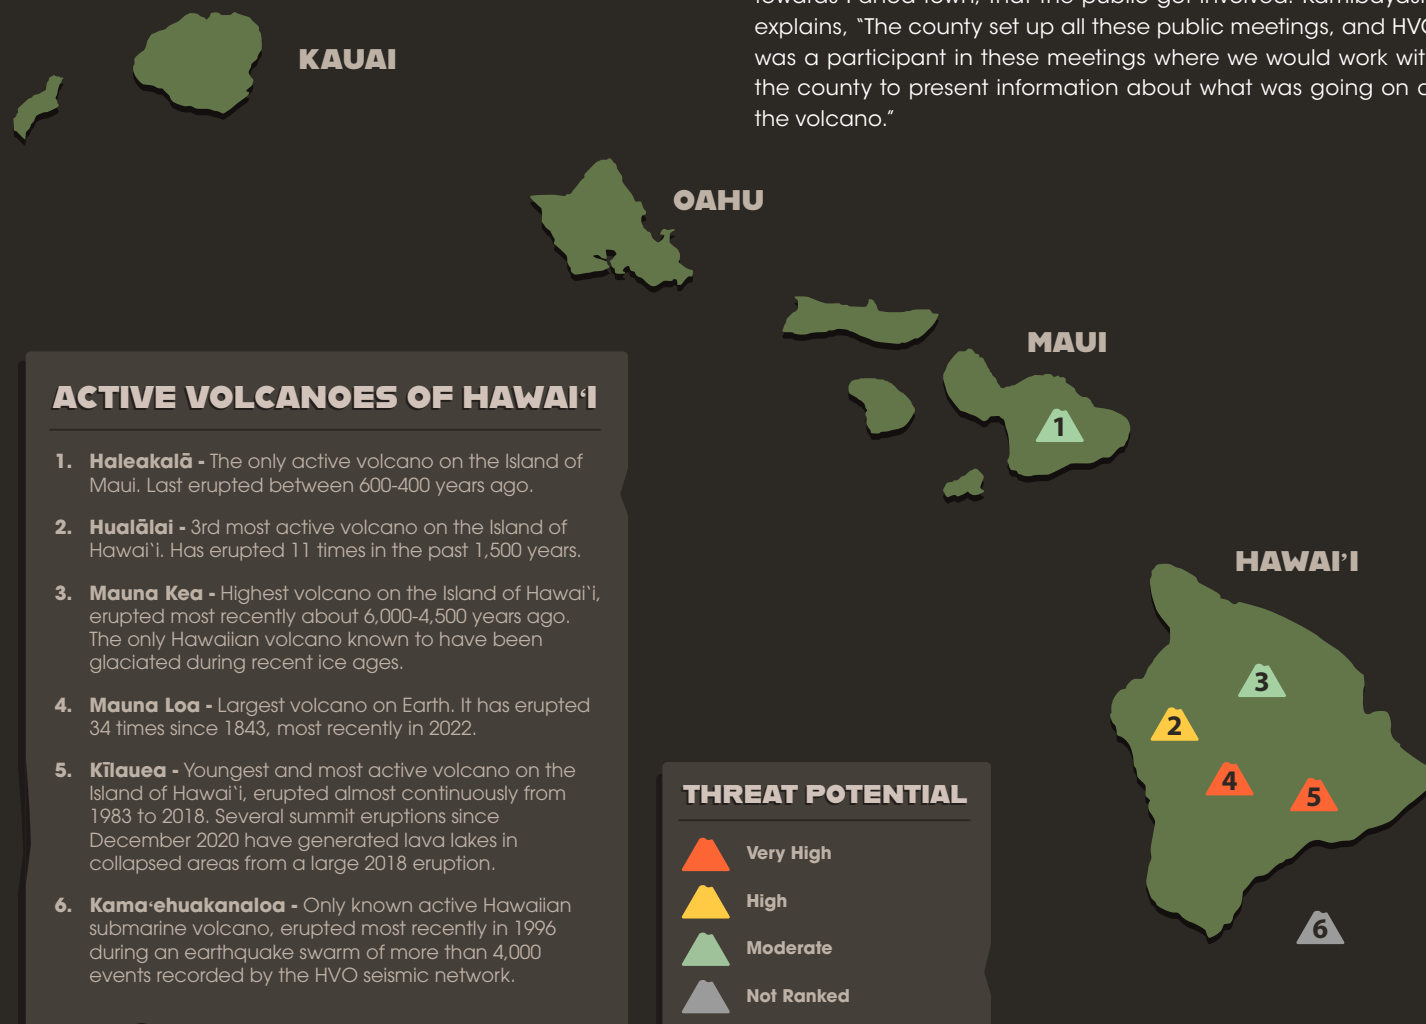 explains, “The county set up all these public meetings, and HVO
was a participant in these meetings where we would work wit
the county to present information about what was going on
the volcano.”
KAUAI
OAHU
MAUI
HAWAI’I
ACTIVE VOLCANOES OF HAWAI‘I
1. Haleakalā - The only active volcano on the Island of
Maui. Last erupted between 600-400 years ago.
2. Hualālai - 3rd most active volcano on the Island of
Hawai`i. Has erupted 11 times in the past 1,500 years.
3. Mauna Kea - Highest volcano on the Island of Hawai`i,
erupted most recently about 6,000-4,500 years ago.
The only Hawaiian volcano known to have been
glaciated during recent ice ages.
4. Mauna Loa - Largest volcano on Earth. It has erupted
34 times since 1843, most recently in 2022.
5. Kīlauea - Youngest and most active volcano on the
Island of Hawai`i, erupted almost continuously from
1983 to 2018. Several summit eruptions since
December 2020 have generated lava lakes in
collapsed areas from a large 2018 eruption.
6. Kama‘ehuakanaloa - Only known active Hawaiian
submarine volcano, erupted most recently in 1996
during an earthquake swarm of more than 4,000
events recorded by the HVO seismic network.
THREAT POTENTIAL
Very High
High
Moderate
Not Ranked
1
3
2
4
5
6